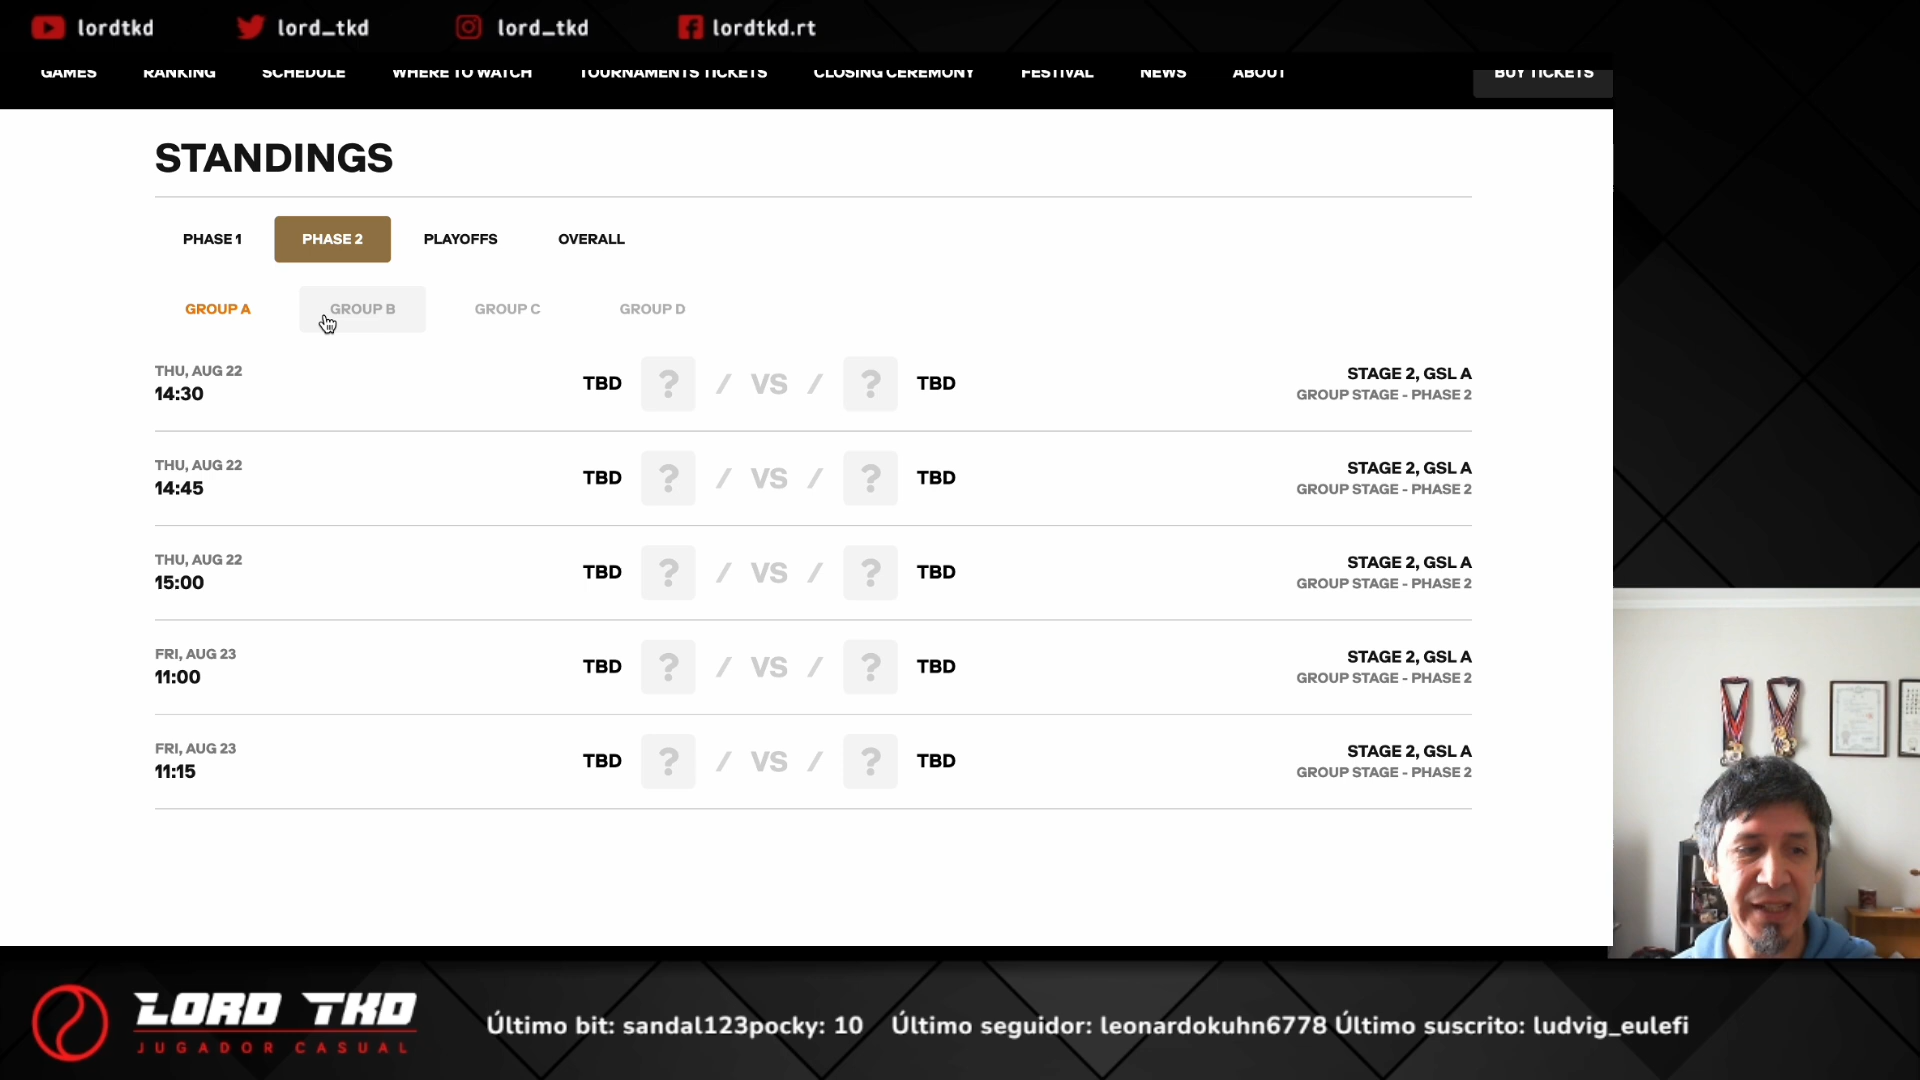 lordtkd
lord_tkd
lord_tkd
lordtkd.rt
GAMES RANKING SCHEDULE WHERE TO WATCH TOURNAMENTS TICKETS CLOSING CEREMONY FESTIVAL NEWS ABOUT BUY TICKETS
STANDINGS
PHASE 1 PHASE 2 PLAYOFFS OVERALL
GROUP A GROUP B GROUP C GROUP D
THU, AUG 22
14:30
TBD ? / VS / ? TBD
STAGE 2, GSL A
GROUP STAGE - PHASE 2
THU, AUG 22
14:45
TBD ? / VS / ? TBD
STAGE 2, GSL A
GROUP STAGE - PHASE 2
THU, AUG 22
15:00
TBD ? / VS / ? TBD
STAGE 2, GSL A
GROUP STAGE - PHASE 2
FRI, AUG 23
11:00
TBD ? / VS / ? TBD
STAGE 2, GSL A
GROUP STAGE - PHASE 2
FRI, AUG 23
11:15
TBD ? / VS / ? TBD
STAGE 2, GSL A
GROUP STAGE - PHASE 2
LORD TKD
JUGADOR CASUAL
Último bit: sandal123pocky: 10 Último seguidor: leonardokuhn6778 Último suscrito: ludvig_eulefi